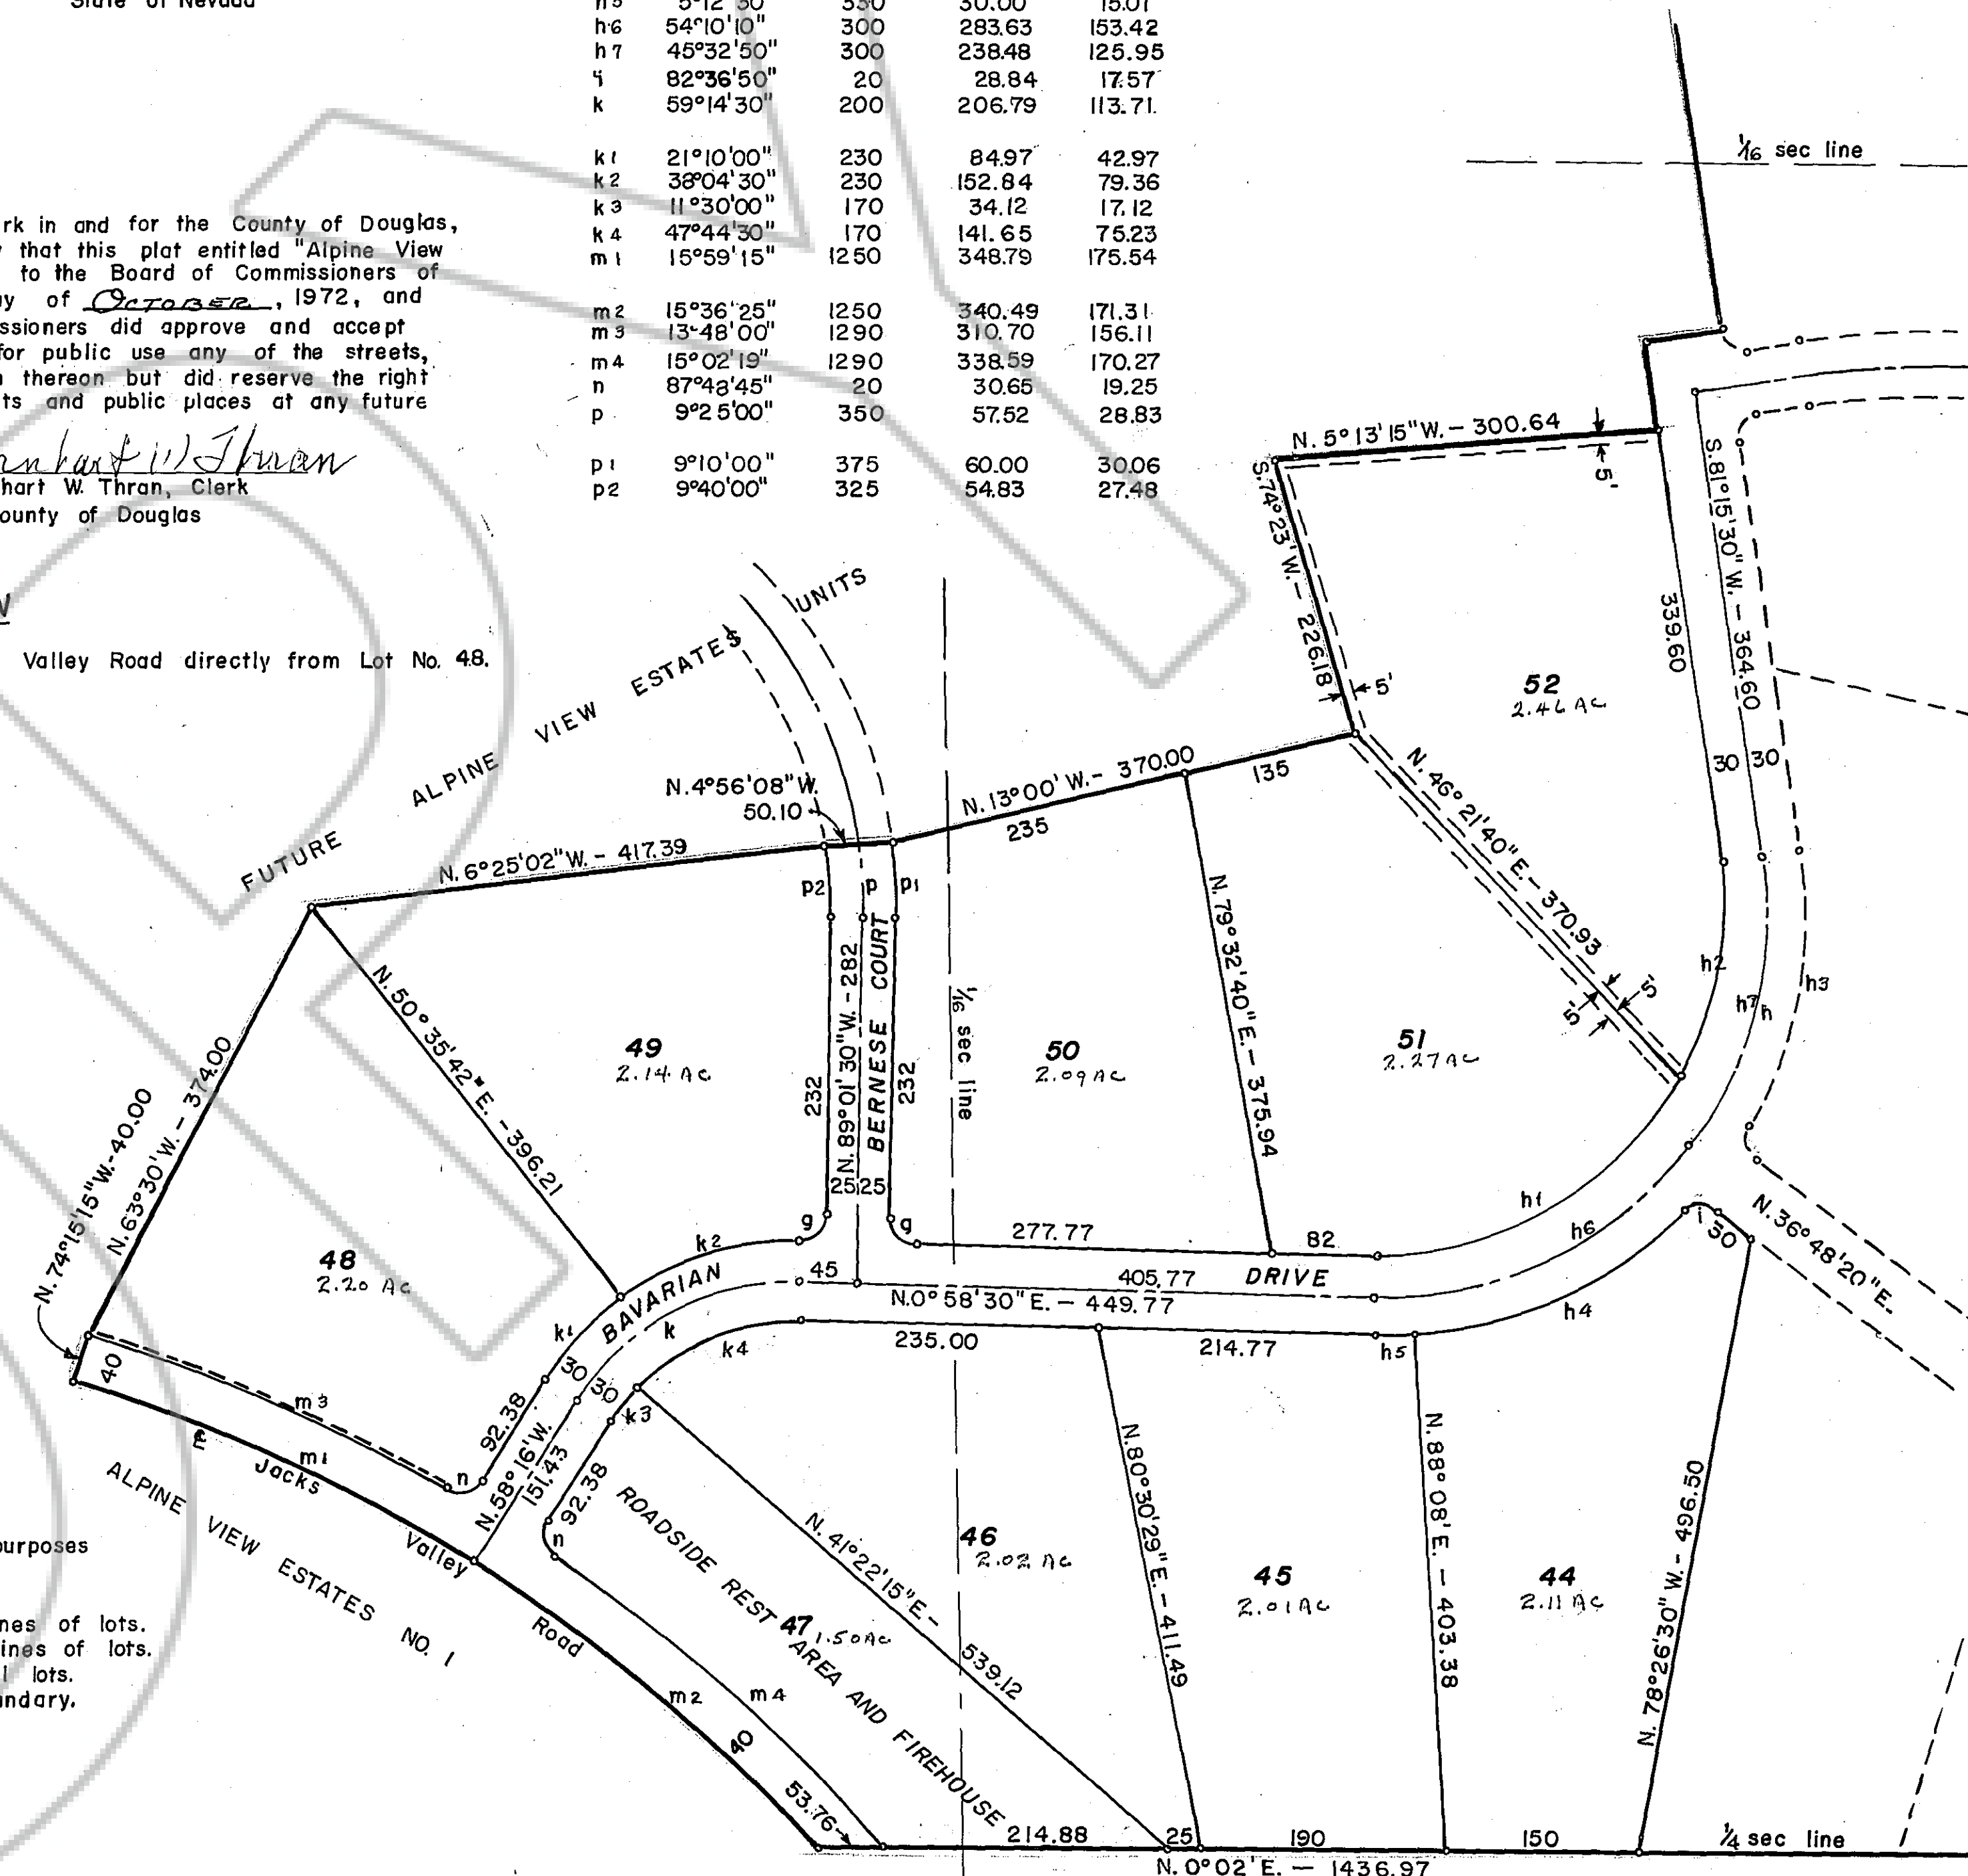 State of Nevada
h5 5°12'30" 330 30.00 15.01
h6 54°10'10" 300 283.63 153.42
h7 45°32'50" 300 238.48 125.95
82°36'50" 20 28.84 17.57
k 59°14'30" 200 206.79 113.71
k1 21°10'00" 230 84.97 42.97
k2 38°04'30" 230 152.84 79.36
k3 11°30'00" 170 34.12 17.12
k4 47°44'30" 170 141.65 75.23
m1 15°59'15" 1250 348.79 175.54
m2 15°36'25" 1250 340.49 171.31
m3 13°48'00" 1290 310.70 156.11
m4 15°02'19" 1290 338.59 170.27
n 87°48'45" 20 30.65 19.25
p 9°25'00" 350 57.52 28.83
p1 9°10'00" 375 60.00 30.06
p2 9°40'00" 325 54.83 27.48
rk in and for the County of Douglas,
that this plat entitled "Alpine View
to the Board of Commissioners of
y of OCTOBER, 1972, and
ssioners did approve and accept
for public use any of the streets,
thereon but did reserve the right
ts and public places at any future
hart W. Thran, Clerk
ounty of Douglas
Valley Road directly from Lot No. 48.
1/16 sec line
N. 5°13'15"W. - 300.64
5'
S.74°23'W. - 226.18
5'
S.81°15'30"W. - 364.60
339.60
52
2.46 AC
30 30
FUTURE ALPINE VIEW ESTATES UNITS
N.4°56'08"W.
50.10
N.13°00'W. - 370.00
235
135
N. 46°21'40"E. - 370.93
5'
5'
N. 6°25'02"W. - 417.39
p2 p p1
N. 79°32'40"E. - 375.94
h2
h7 h
h3
N. 50°35'42"E. - 396.21
49
2.14 AC
232
N. 89°01'30"W. - 282
BERNESE COURT
232
25 25
1/16 sec line
50
2.09 AC
51
2.27 AC
N. 63°30'W. - 374.00
N. 74°15'15"W. - 40.00
40
48
2.20 AC
g g
k2
277.77
82
h1
h6
h4
i
30
N. 36°48'20"E.
BAVARIAN DRIVE
45
405.77
N.0°58'30"E. - 449.77
k1
k
k4
30 30
235.00
214.77
h5
m3
m1
n
92.38
N. 58°16'W.
151.43
92.38
k3
n
Jacks Valley Road
ALPINE VIEW ESTATES NO. 1
ROADSIDE REST AREA AND FIREHOUSE
47 1.50 AC
N. 41°22'15"E - 539.12
46
2.02 AC
N. 80°30'29"E. - 411.49
45
2.01 AC
N. 88°08'E. - 403.38
44
2.11 AC
N. 78°26'30"W. - 496.50
urposes
nes of lots.
ines of lots.
l lots.
undary.
m2
m4
40
53.76
214.88
25
190
150
1/4 sec line
N. 0°02'E. - 1436.97